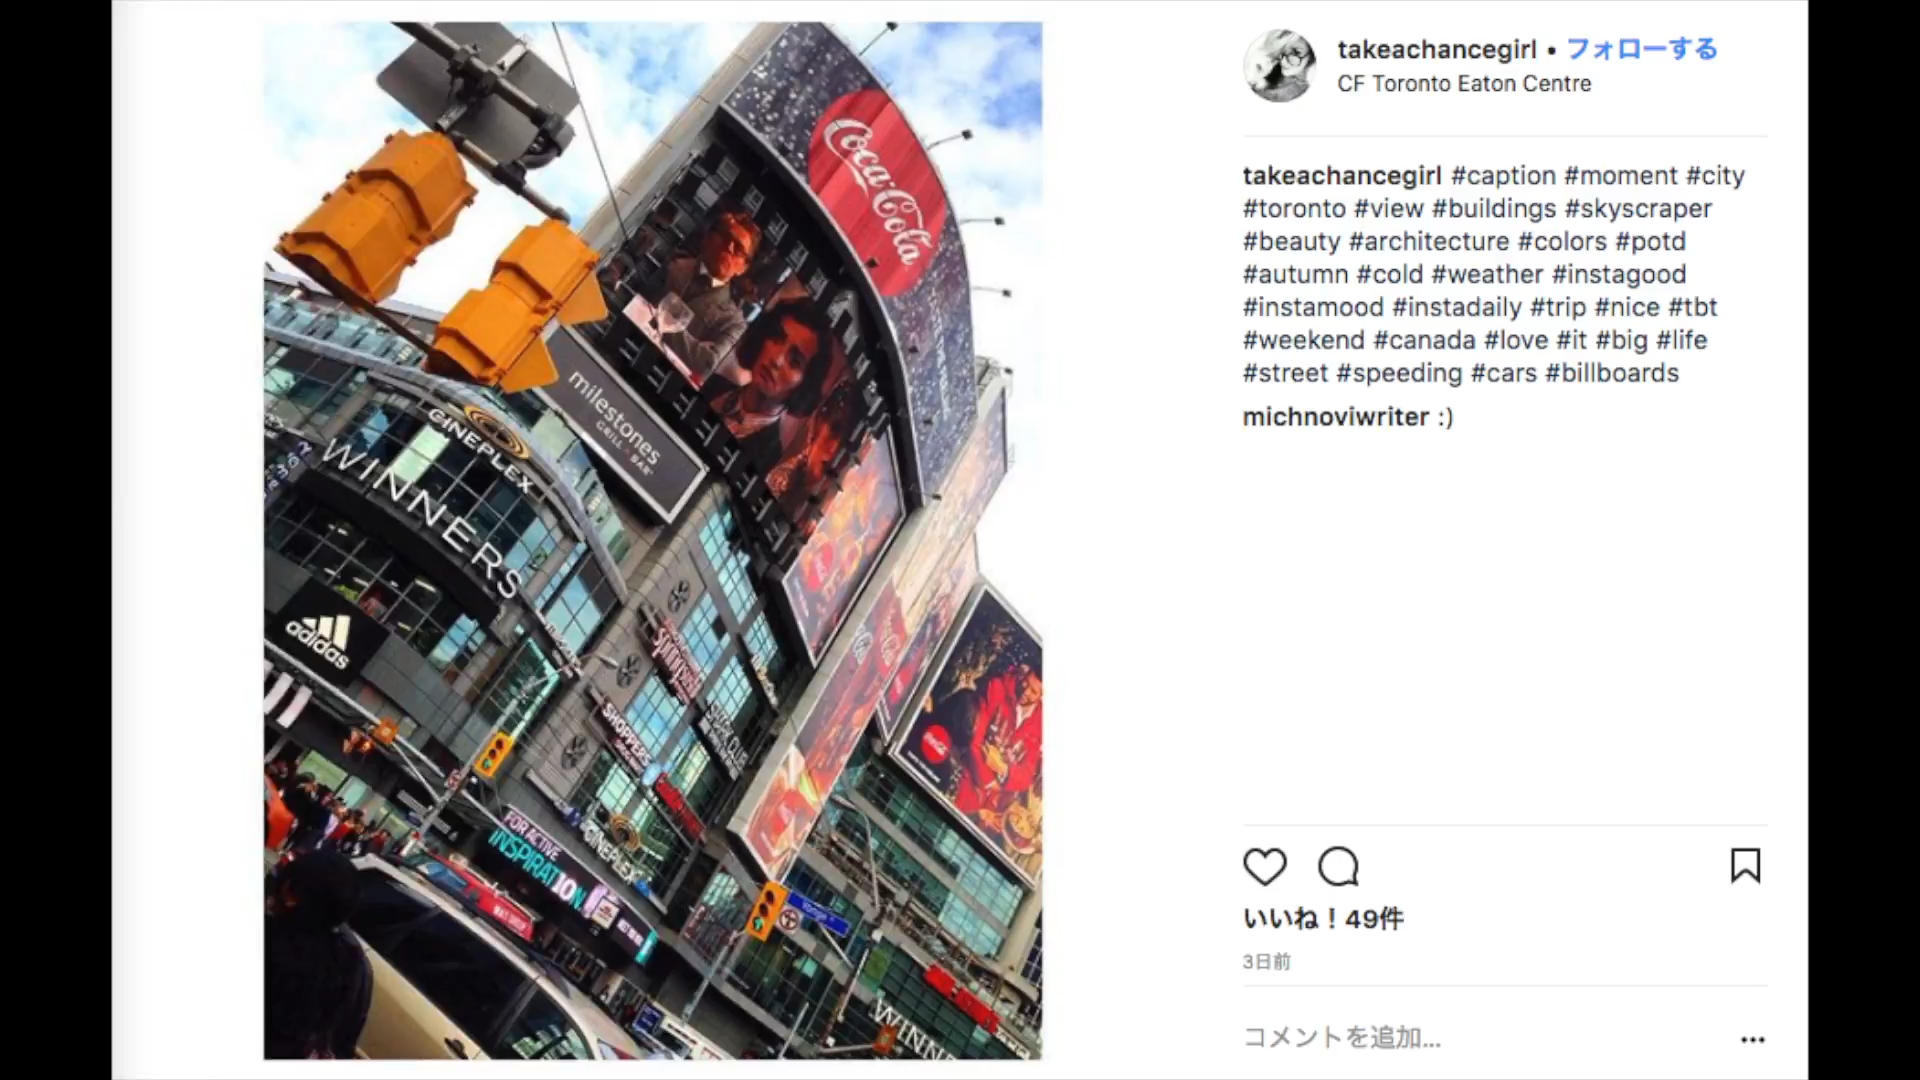 takeachancegirl • フォローする
CF Toronto Eaton Centre
takeachancegirl #caption #moment #city
#toronto #view #buildings #skyscraper
#beauty #architecture #colors #potd
#autumn #cold #weather #instagood
#instamood #instadaily #trip #nice #tbt
#weekend #canada #love #it #big #life
#street #speeding #cars #billboards
michnoviwriter :)
いいね！49件
3日前
コメントを追加...
Coca-Cola
milestones
GRILL + BAR
CINEPLEX
WINNERS
adidas
SHOPPERS
FOR ACTIVE
INSPIRATION
CINEPLEX